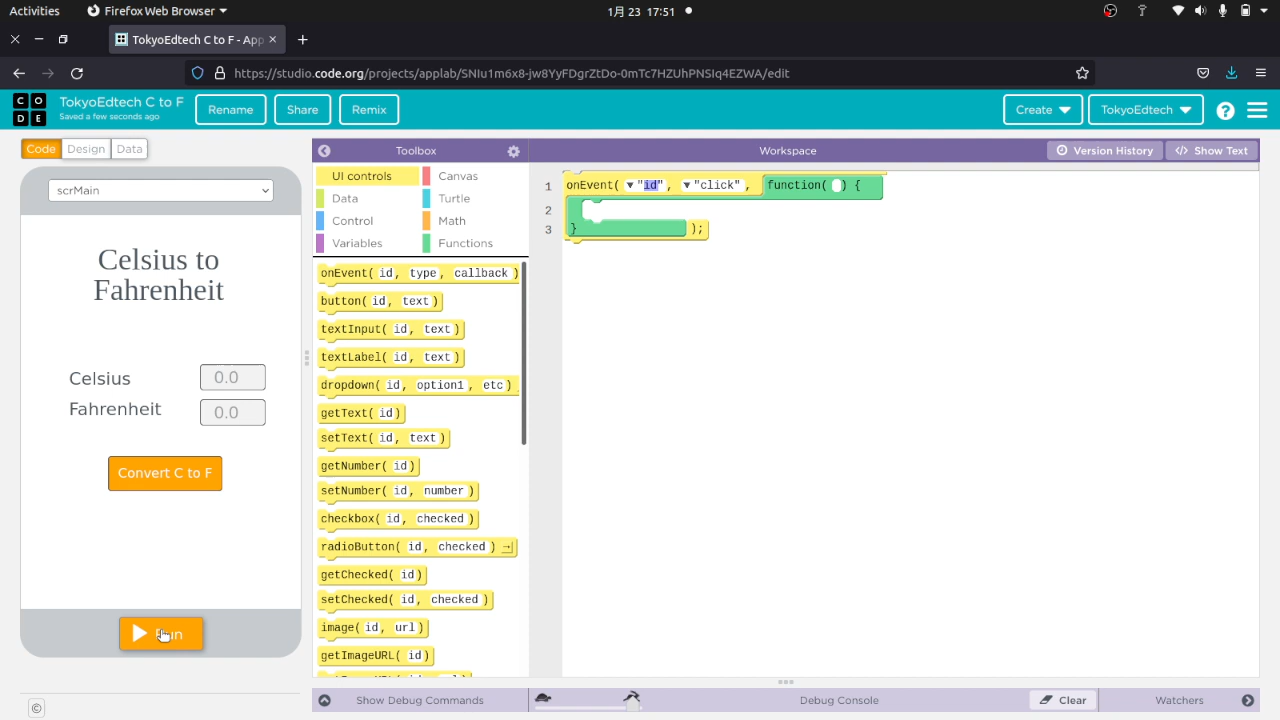 Activities
Firefox Web Browser
1月 23 17:51
TokyoEdtech C to F - App
https://studio.code.org/projects/applab/SNIu1m6x8-jw8YyFDgrZtDo-0mTc7HZUhPNSIq4EZWA/edit
CODE
TokyoEdtech C to F
Saved a few seconds ago
Rename
Share
Remix
Create
TokyoEdtech
?
Code
Design
Data
Toolbox
Workspace
Version History
</> Show Text
scrMain
Celsius to
Fahrenheit
Celsius
0.0
Fahrenheit
0.0
Convert C to F
UI controls
Canvas
Data
Turtle
Control
Math
Variables
Functions
onEvent( id, type, callback )
button( id, text )
textInput( id, text )
textLabel( id, text )
dropdown( id, option1, etc )
getText( id )
setText( id, text )
getNumber( id )
setNumber( id, number )
checkbox( id, checked )
radioButton( id, checked )
getChecked( id )
setChecked( id, checked )
image( id, url )
getImageURL( id )
1 onEvent( ▼"id", ▼"click", function( ) {
2
3 } );
©
Show Debug Commands
Debug Console
Clear
Watchers